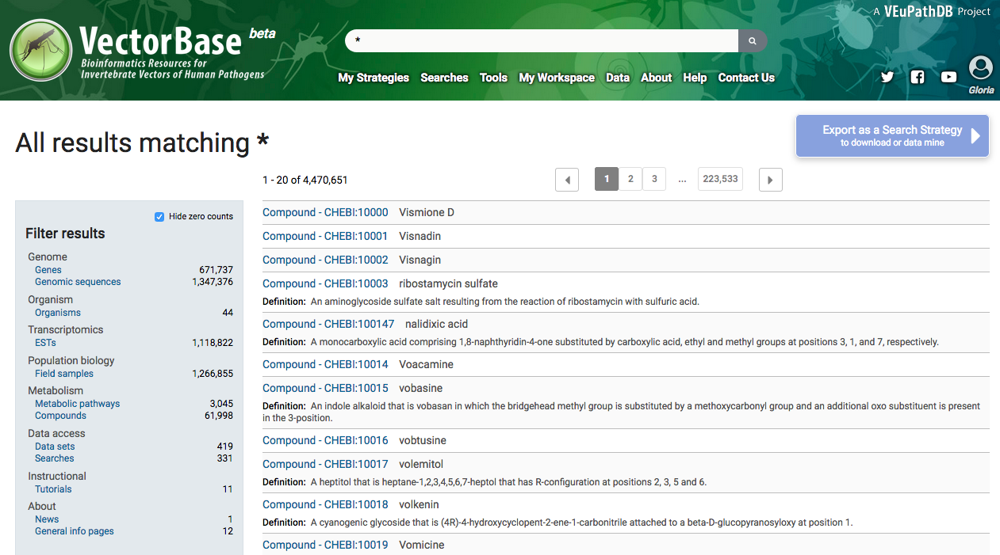 A VEuPathDB Project
VectorBase beta
Bioinformatics Resources for
Invertebrate Vectors of Human Pathogens
*
My Strategies Searches Tools My Workspace Data About Help Contact Us
Gloria
All results matching *
Export as a Search Strategy
to download or data mine
1 - 20 of 4,470,651
1 2 3 ... 223,533
Hide zero counts
Filter results
Genome
Genes 671,737
Genomic sequences 1,347,376
Organism
Organisms 44
Transcriptomics
ESTs 1,118,822
Population biology
Field samples 1,266,855
Metabolism
Metabolic pathways 3,045
Compounds 61,998
Data access
Data sets 419
Searches 331
Instructional
Tutorials 11
About
News 1
General info pages 12
Compound - CHEBI:10000 Vismione D
Compound - CHEBI:10001 Visnadin
Compound - CHEBI:10002 Visnagin
Compound - CHEBI:10003 ribostamycin sulfate
Definition: An aminoglycoside sulfate salt resulting from the reaction of ribostamycin with sulfuric acid.
Compound - CHEBI:100147 nalidixic acid
Definition: A monocarboxylic acid comprising 1,8-naphthyridin-4-one substituted by carboxylic acid, ethyl and methyl groups at positions 3, 1, and 7, respectively.
Compound - CHEBI:10014 Voacamine
Compound - CHEBI:10015 vobasine
Definition: An indole alkaloid that is vobasan in which the bridgehead methyl group is substituted by a methoxycarbonyl group and an additional oxo substituent is present
in the 3-position.
Compound - CHEBI:10016 vobtusine
Compound - CHEBI:10017 volemitol
Definition: A heptitol that is heptane-1,2,3,4,5,6,7-heptol that has R-configuration at positions 2, 3, 5 and 6.
Compound - CHEBI:10018 volkenin
Definition: A cyanogenic glycoside that is (4R)-4-hydroxycyclopent-2-ene-1-carbonitrile attached to a beta-D-glucopyranosyloxy at position 1.
Compound - CHEBI:10019 Vomicine